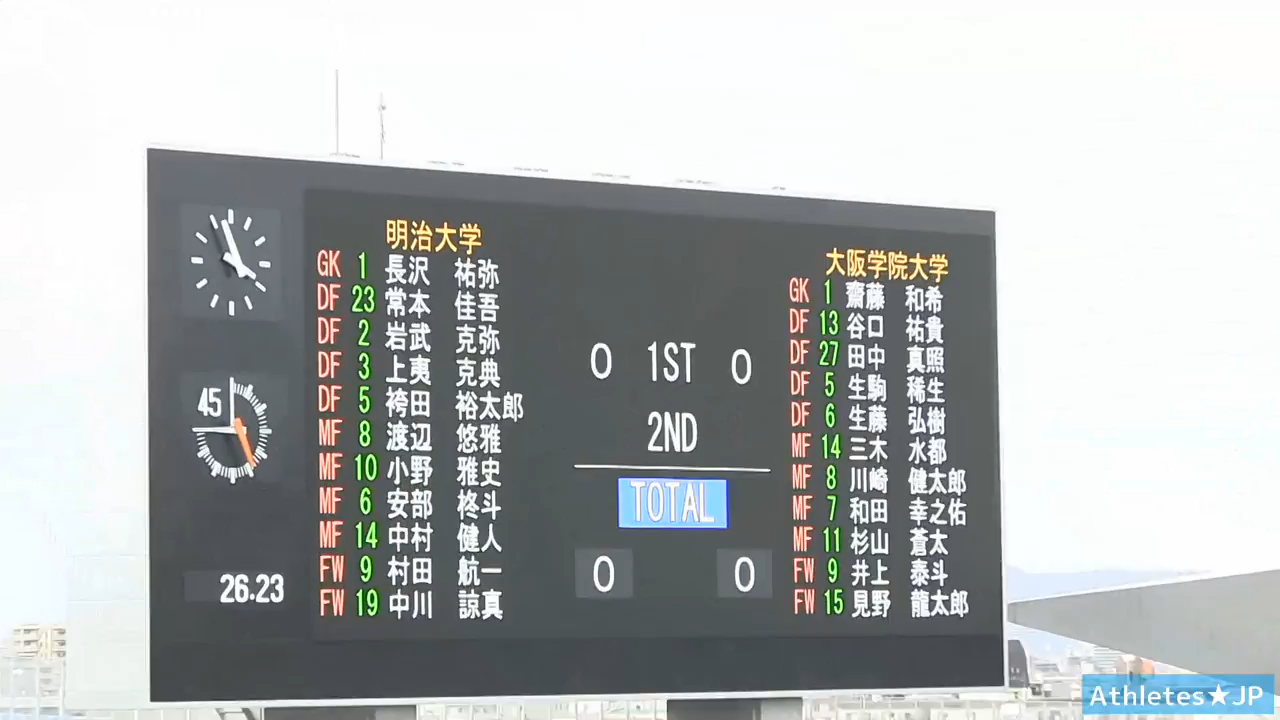 明治大学
GK 1 長沢 祐弥
DF 23 常本 佳吾
DF 2 岩武 克弥
DF 3 上夷 克典
DF 5 袴田 裕太郎
MF 8 渡辺 悠雅
MF 10 小野 雅史
MF 6 安部 柊斗
MF 14 中村 健人
FW 9 村田 航一
FW 19 中川 諒真
45
26.23
0 1ST 0
2ND
TOTAL
0 0
大阪学院大学
GK 1 齋藤 和希
DF 13 谷口 祐貴
DF 27 田中 真照
DF 5 生駒 稀生
DF 6 生藤 弘樹
MF 14 三木 水都
MF 8 川崎 健太郎
MF 7 和田 幸之佑
MF 11 杉山 蒼太
FW 9 井上 泰斗
FW 15 見野 龍太郎
Athletes★JP